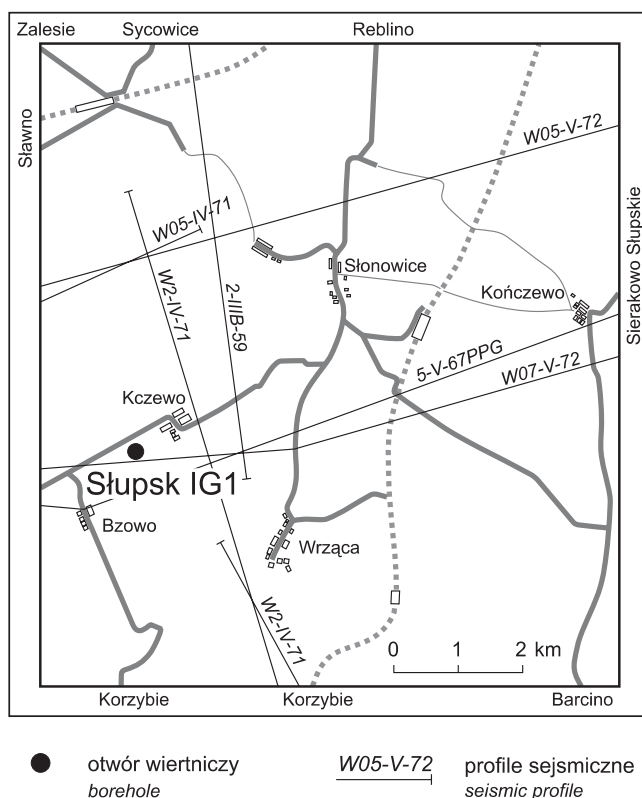 Zalesie
Sycowice
Reblino
Sławno
W05-V-72
W05-IV-71
W2-IV-71
2-IIIB-59
Słonowice
Kończewo
Sierakowo Słupskie
5-V-67PPG
W07-V-72
Kczewo
Słupsk IG1
Bzowo
Wrząca
W2-IV-71
0 1 2 km
Korzybie
Korzybie
Barcino
otwór wiertniczy
borehole
W05-V-72
profile sejsmiczne
seismic profile